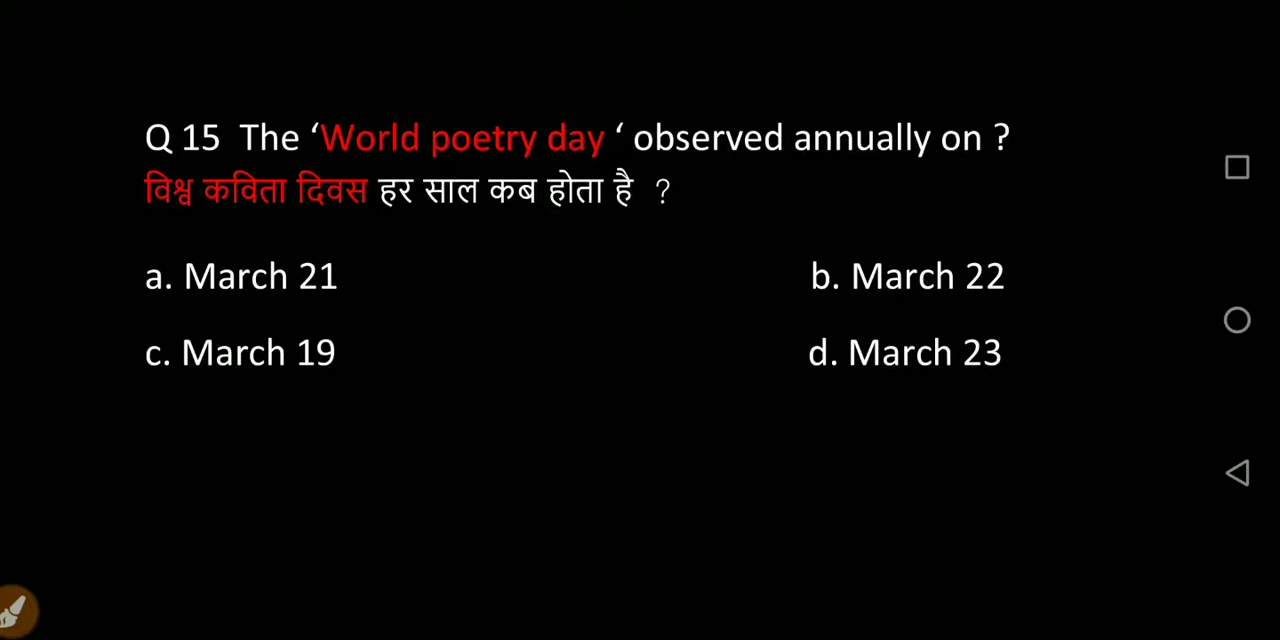 Q 15 The ‘World poetry day ‘ observed annually on ?
विश्व कविता दिवस हर साल कब होता है ?
a. March 21 b. March 22
c. March 19 d. March 23